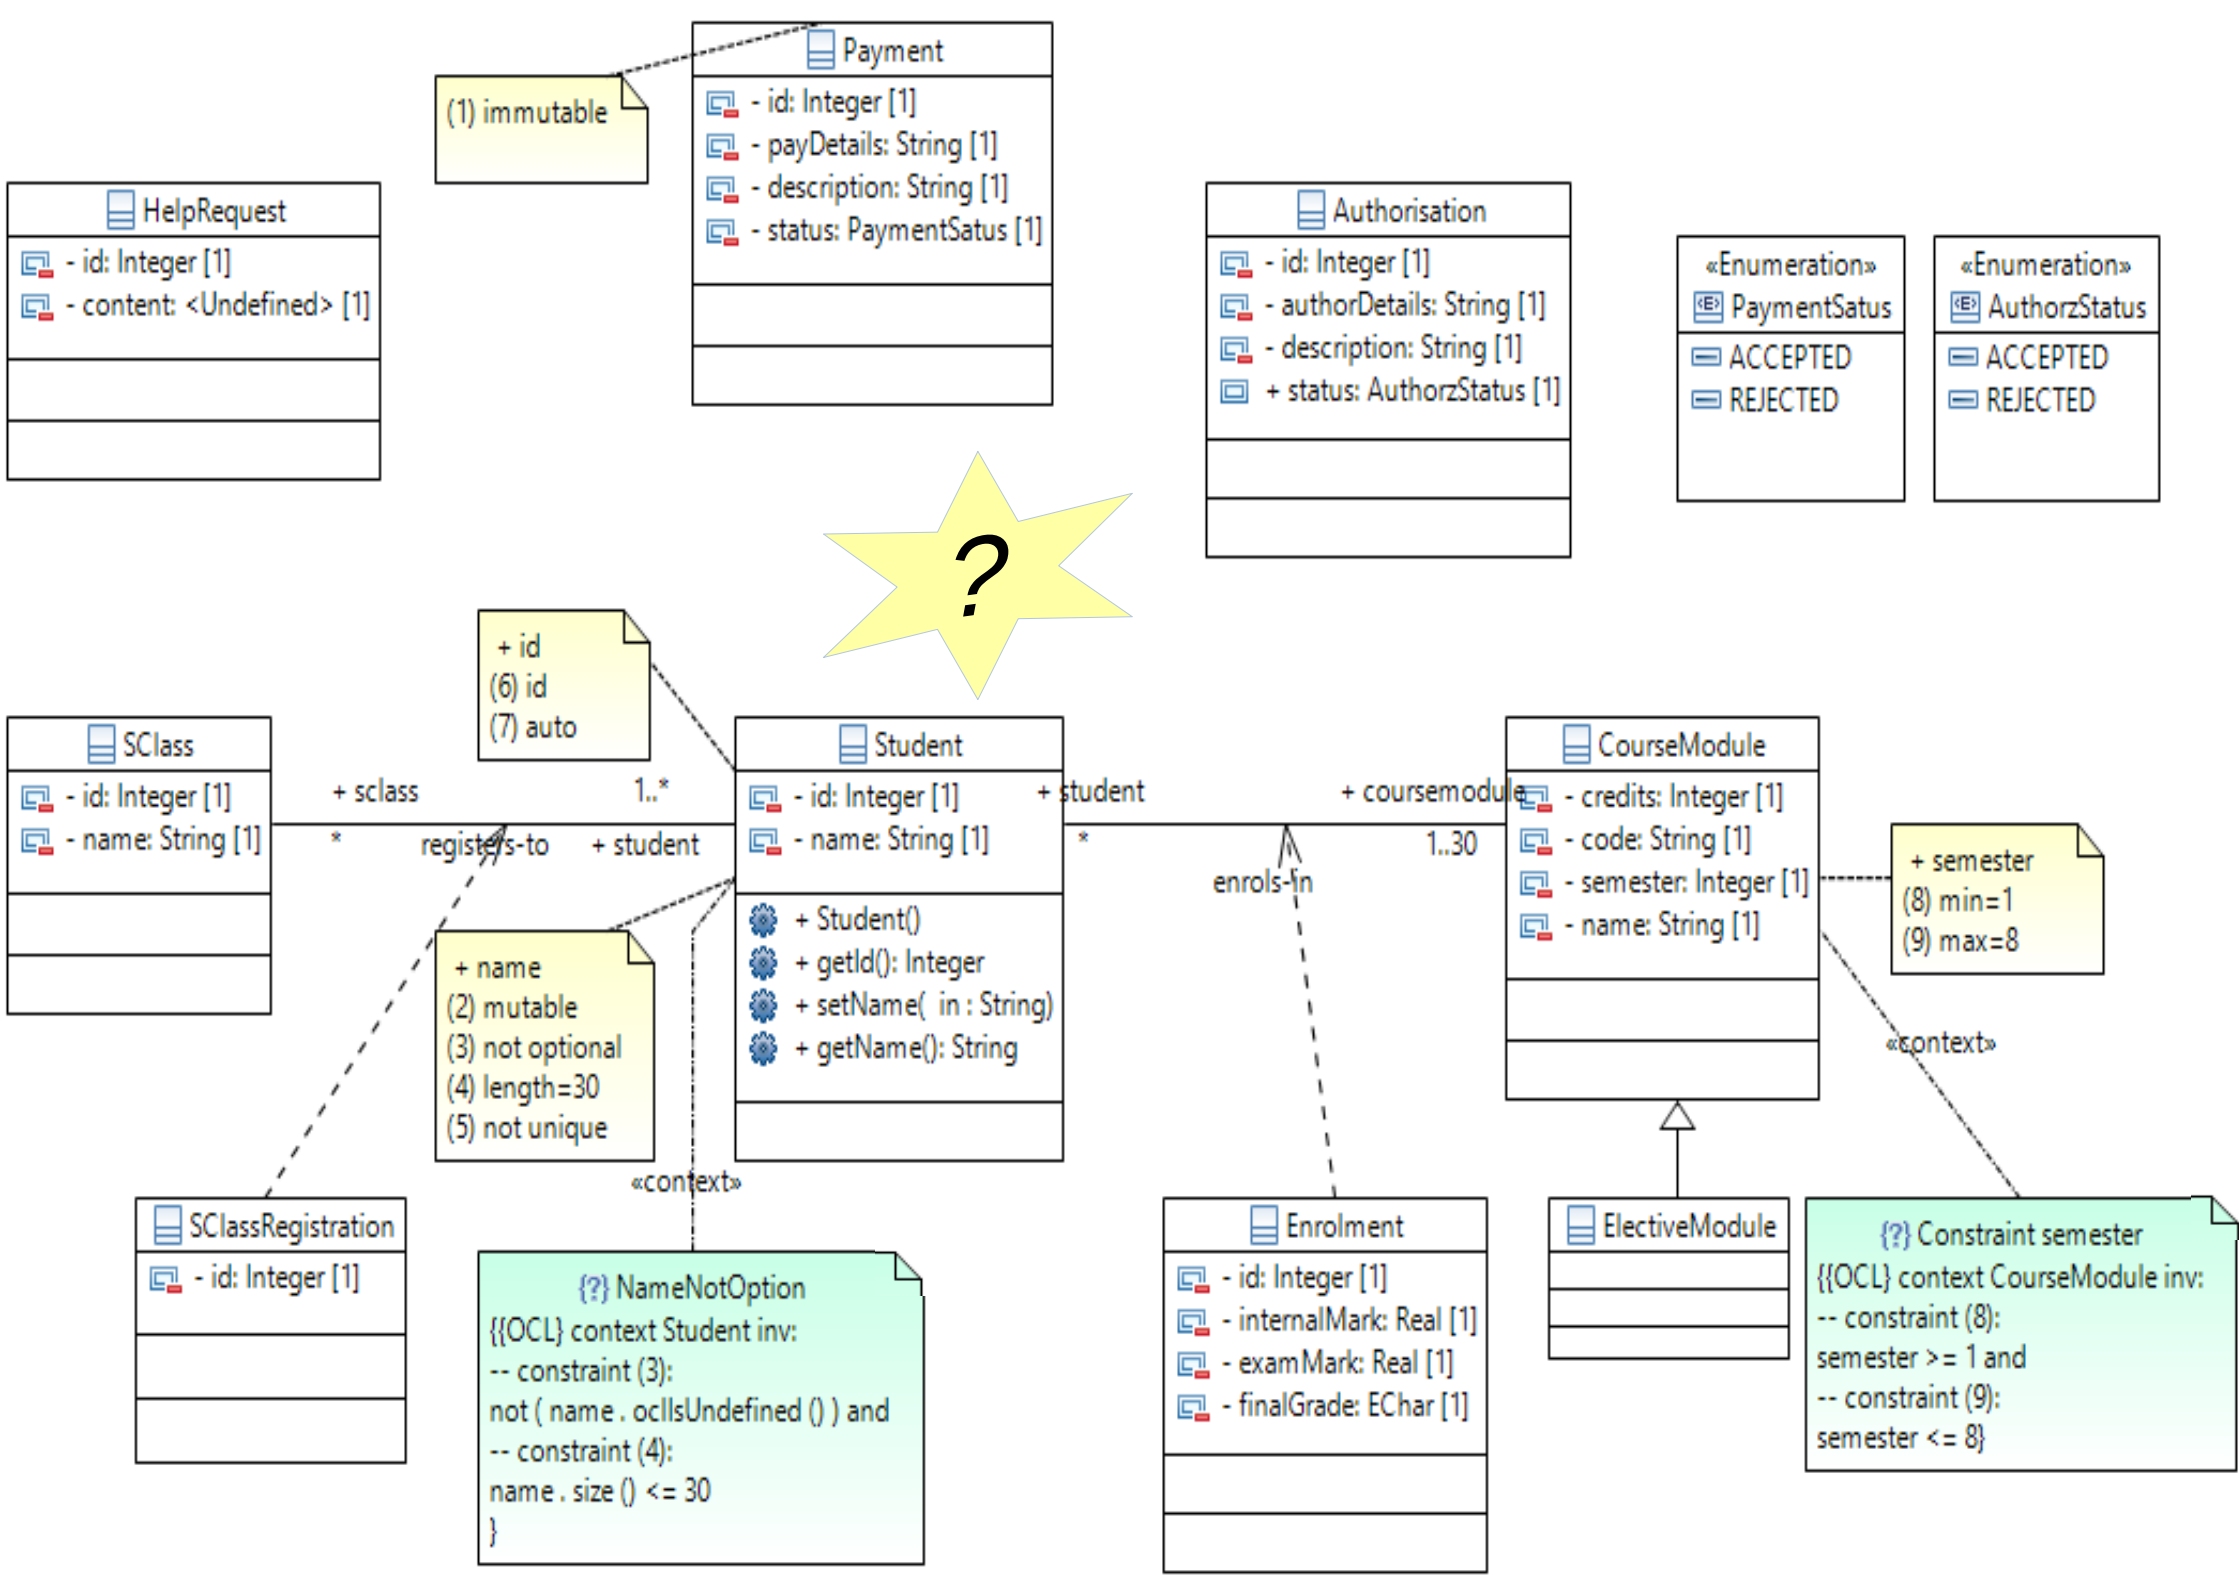 Payment
- id: Integer [1]
- payDetails: String [1]
- description: String [1]
- status: PaymentSatus [1]
(1) immutable
HelpRequest
- id: Integer [1]
- content: <Undefined> [1]
Authorisation
- id: Integer [1]
- authorDetails: String [1]
- description: String [1]
+ status: AuthorzStatus [1]
«Enumeration»
<E> PaymentSatus
ACCEPTED
REJECTED
«Enumeration»
<E> AuthorzStatus
ACCEPTED
REJECTED
?
+ id
(6) id
(7) auto
SClass
- id: Integer [1]
- name: String [1]
+ sclass
*
registers-to
1..*
+ student
Student
- id: Integer [1]
- name: String [1]
+ Student()
+ getId(): Integer
+ setName( in : String)
+ getName(): String
+ student
*
enrols-in
+ coursemodule
1..30
CourseModule
- credits: Integer [1]
- code: String [1]
- semester: Integer [1]
- name: String [1]
+ semester
(8) min=1
(9) max=8
+ name
(2) mutable
(3) not optional
(4) length=30
(5) not unique
«context»
«context»
SClassRegistration
- id: Integer [1]
{?} NameNotOption
{{OCL} context Student inv:
-- constraint (3):
not ( name . oclIsUndefined () ) and
-- constraint (4):
name . size () <= 30
}
Enrolment
- id: Integer [1]
- internalMark: Real [1]
- examMark: Real [1]
- finalGrade: EChar [1]
ElectiveModule
{?} Constraint semester
{{OCL} context CourseModule inv:
-- constraint (8):
semester >= 1 and
-- constraint (9):
semester <= 8}